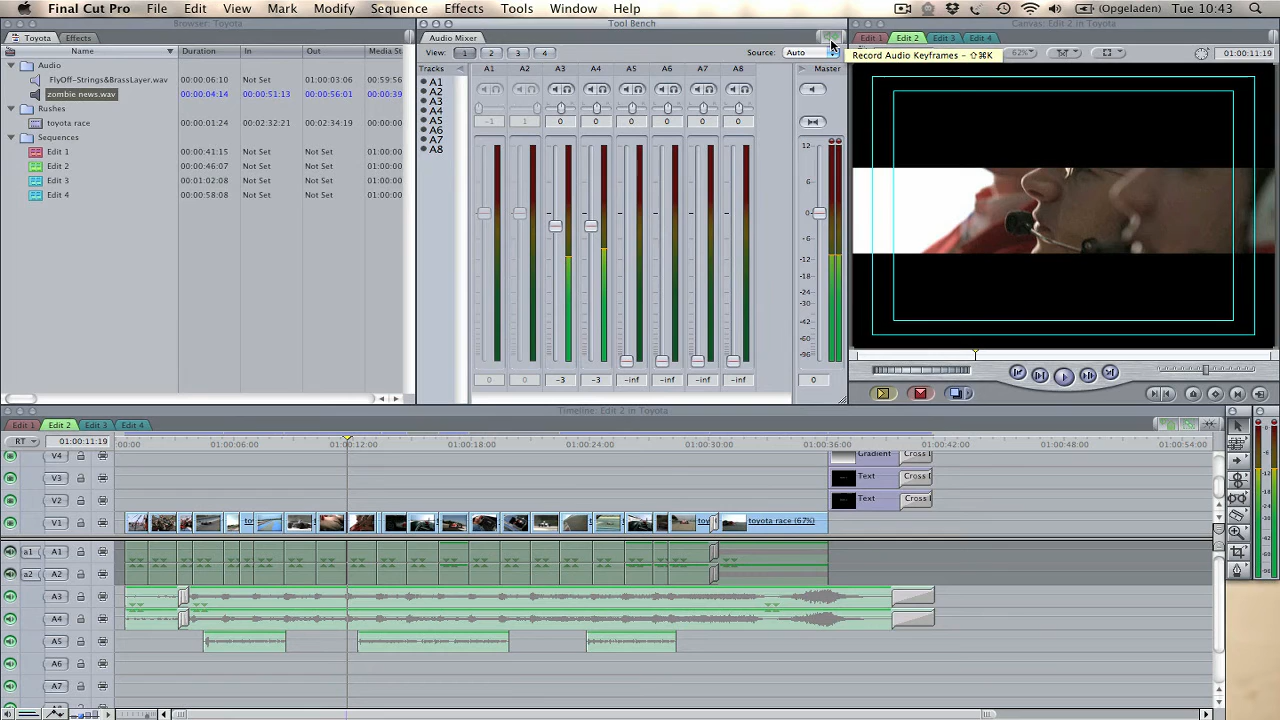 Final Cut Pro File Edit View Mark Modify Sequence Effects Tools Window Help (Opgeladen) Tue 10:43
Browser: Toyota
Toyota Effects
Name Duration In Out Media St
Audio
FlyOff-Strings&BrassLayer.wav 00:00:06:10 Not Set 01:00:03:06 00:59:56
zombie news.wav 00:00:04:14 00:00:51:13 00:00:56:01 00:00:39
Rushes
toyota race 00:00:01:24 00:02:32:21 00:02:34:19
Sequences
Edit 1 00:00:41:15 Not Set Not Set 01:00:00
Edit 2 00:00:46:07 Not Set Not Set 01:00:00
Edit 3 00:01:02:08 Not Set Not Set 01:00:00
Edit 4 00:00:58:08 Not Set Not Set 01:00:00
Tool Bench
Audio Mixer
View: 1 2 3 4 Source: Auto
Tracks A1 A2 A3 A4 A5 A6 A7 A8 Master
A1
A2
A3
A4
A5
A6
A7
A8
-1 1 0 0 0 0 0 0
12
6
0
-6
-12
-18
-24
-30
-42
-60
-96
0 0 -3 -3 -inf -inf -inf -inf 0
Canvas: Edit 2 in Toyota
Edit 1 Edit 2 Edit 3 Edit 4
Record Audio Keyframes - ⇧⌘K
62% 01:00:11:19
Timeline: Edit 2 in Toyota
Edit 1 Edit 2 Edit 3 Edit 4
RT 01:00:11:19 00:00 01:00:06:00 01:00:12:00 01:00:18:00 01:00:24:00 01:00:30:00 01:00:36:00 01:00:42:00 01:00:48:00 01:00:54:00
V4 Gradient Cross
V3 Text Cross
V2 Text Cross
V1 toyota race (67%)
a1 A1
a2 A2
A3
A4
A5
A6
A7